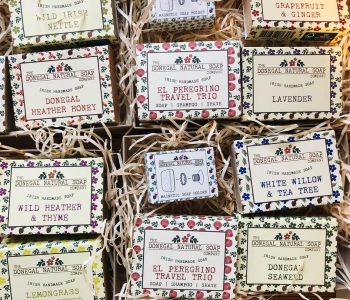 WILD IRISH
NETTLE
MAGNETIC SOAP HOLDER
GRAPEFRUIT
& GINGER
THE
DONEGAL NATURAL SOAP
COMPANY
IRISH HANDMADE SOAP
DONEGAL
HEATHER HONEY
THE
DONEGAL NATURAL SOAP
COMPANY
IRISH HANDMADE SOAP
EL PEREGRINO
TRAVEL TRIO
SOAP | SHAMPOO | SHAVE
THE
DONEGAL NATURAL SOAP
COMPANY
IRISH HANDMADE SOAP
LAVENDER
THE
DONEGAL NATURAL SOAP
COMPANY
IRISH HANDMADE SOAP
WILD HEATHER
& THYME
MAGNETIC SOAP HOLDER
THE
DONEGAL NATURAL SOAP
COMPANY
IRISH HANDMADE SOAP
WHITE WILLOW
& TEA TREE
THE
DONEGAL NATURAL SOAP
COMPANY
IRISH HANDMADE SOAP
LEMONGRASS
THE
DONEGAL NATURAL SOAP
COMPANY
IRISH HANDMADE SOAP
EL PEREGRINO
TRAVEL TRIO
SOAP | SHAMPOO | SHAVE
THE
DONEGAL NATURAL SOAP
COMPANY
IRISH HANDMADE SOAP
DONEGAL
SEAWEED